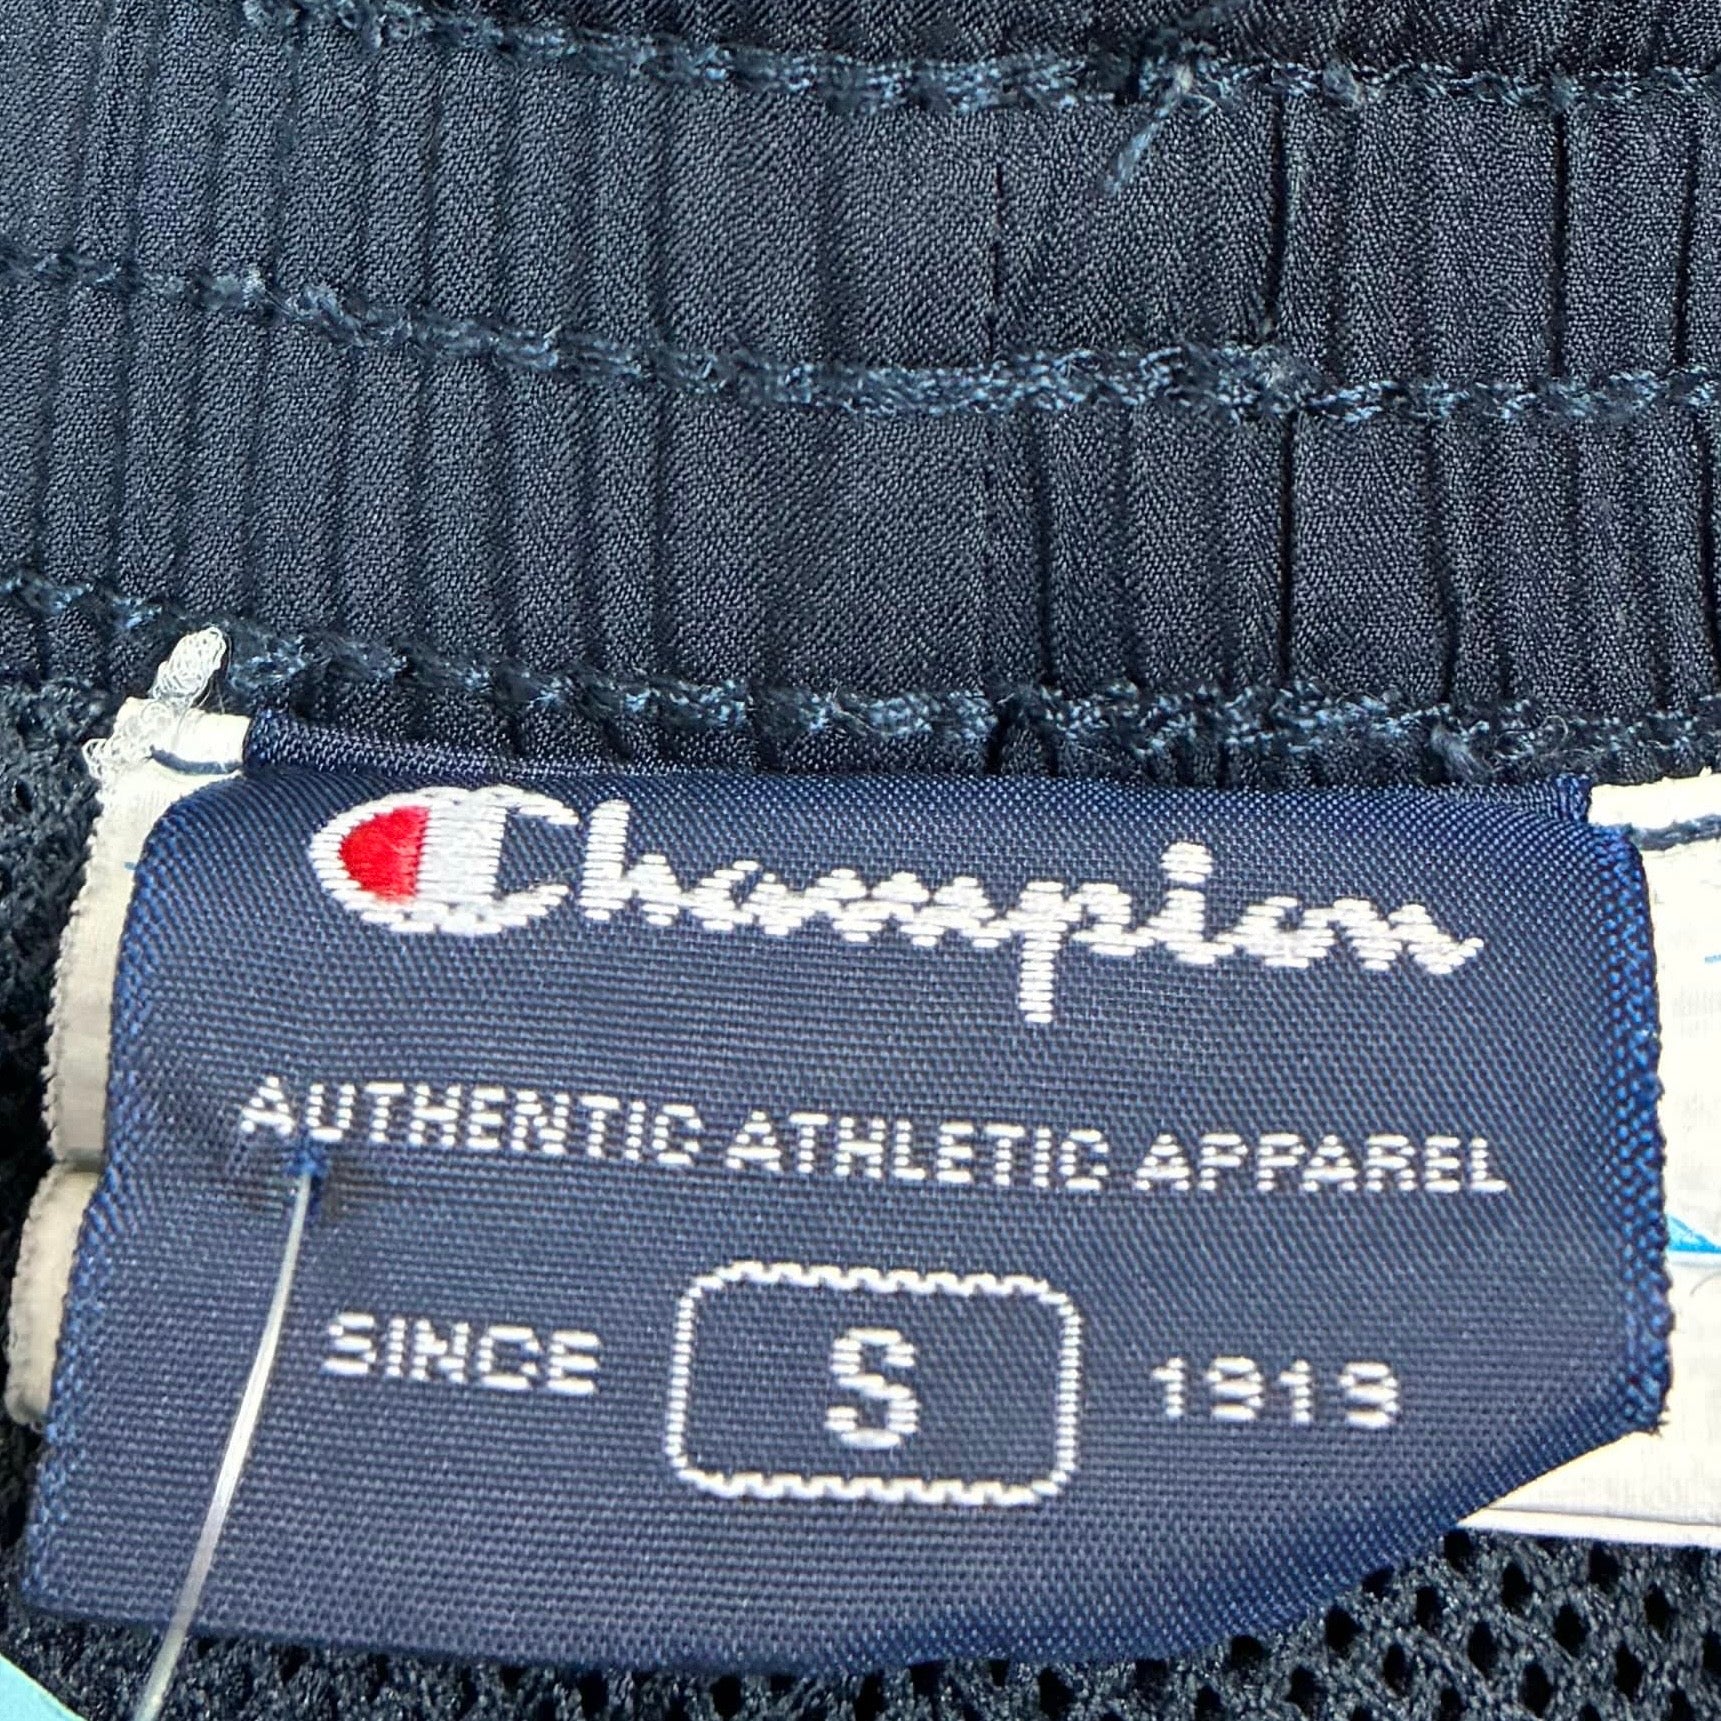 Champion
AUTHENTIC ATHLETIC APPAREL
SINCE S 1919